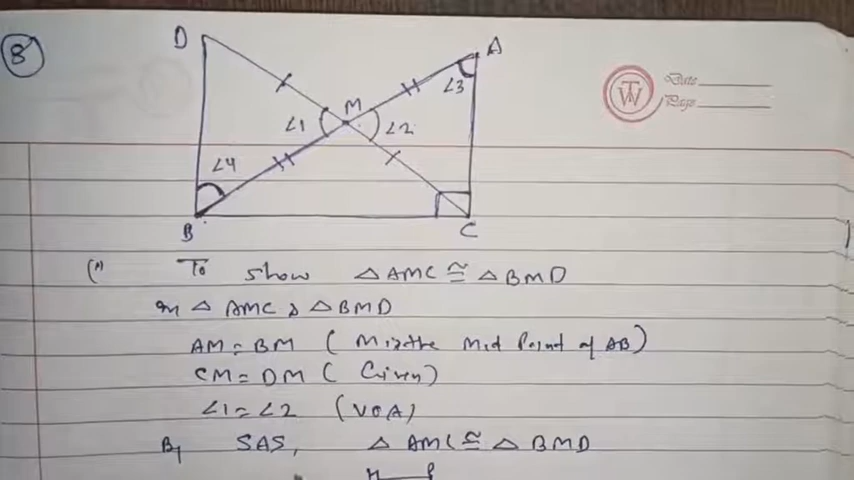 8
D
A
∠3
M
∠1
∠2
∠4
B
C
TW
Date
Page
To show △AMC ≅ △BMD
In △ AMC & △BMD
AM = BM ( M is the Mid Point of AB)
CM = DM ( Given)
∠1 = ∠2 (VOA)
By SAS, △ AMC ≅ △ BMD